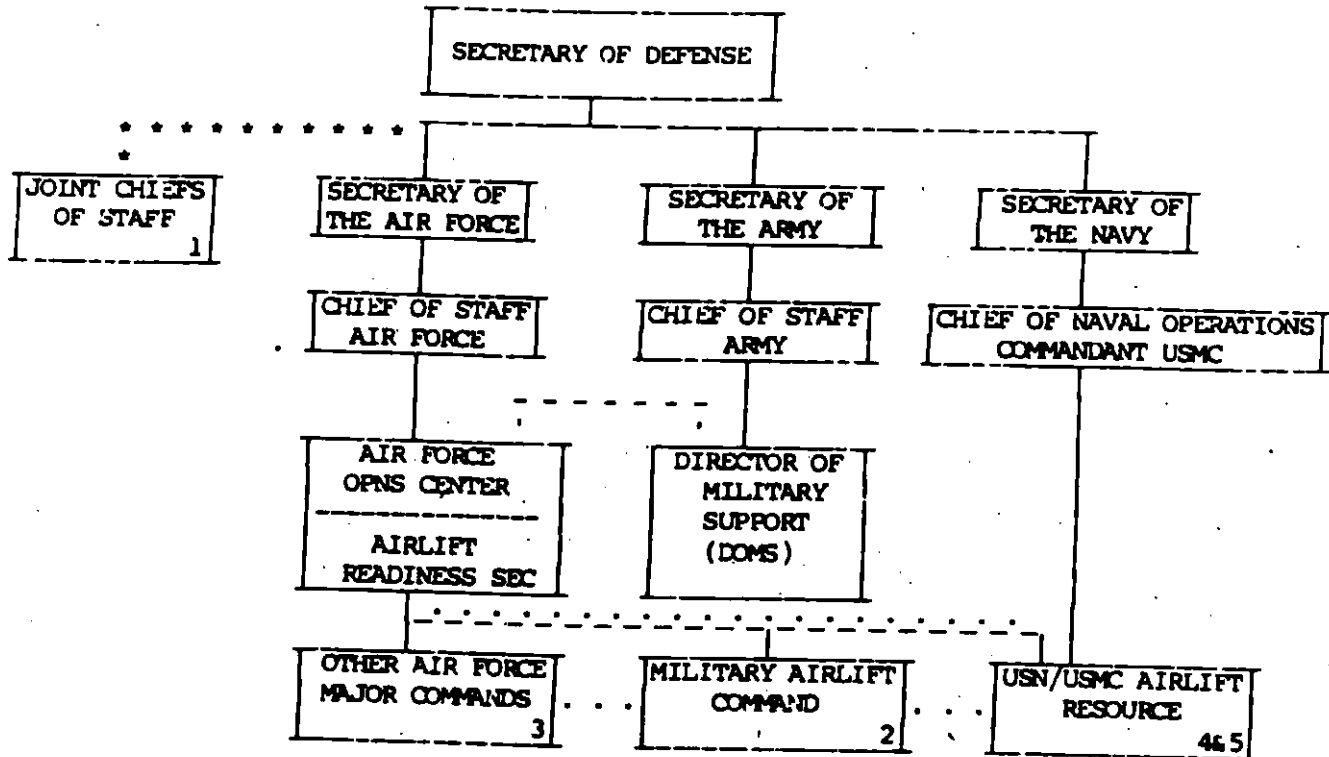 SECRETARY OF DEFENSE
JOINT CHIEFS
OF STAFF
1
SECRETARY OF
THE AIR FORCE
SECRETARY OF
THE ARMY
SECRETARY OF
THE NAVY
CHIEF OF STAFF
AIR FORCE
CHIEF OF STAFF
ARMY
CHIEF OF NAVAL OPERATIONS
COMMANDANT USMC
AIR FORCE
OPNS CENTER
AIRLIFT
READINESS SEC
DIRECTOR OF
MILITARY
SUPPORT
(DOMS)
OTHER AIR FORCE
MAJOR COMMANDS
3
MILITARY AIRLIFT
COMMAND
2
USN/USMC AIRLIFT
RESOURCE
4&5